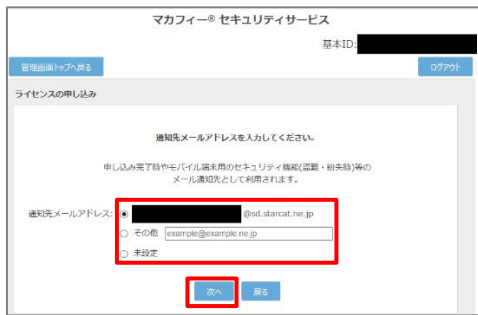 マカフィー® セキュリティサービス
基本ID:
管理画面トップへ戻る ログアウト
ライセンスの申し込み
通知先メールアドレスを入力してください。
申し込み完了時やモバイル端末用のセキュリティ機能(盗難・紛失時)等の
メール通知先として利用されます。
通知先メールアドレス: @sd.starcat.ne.jp
その他 example@example.ne.jp
未設定
次へ 戻る